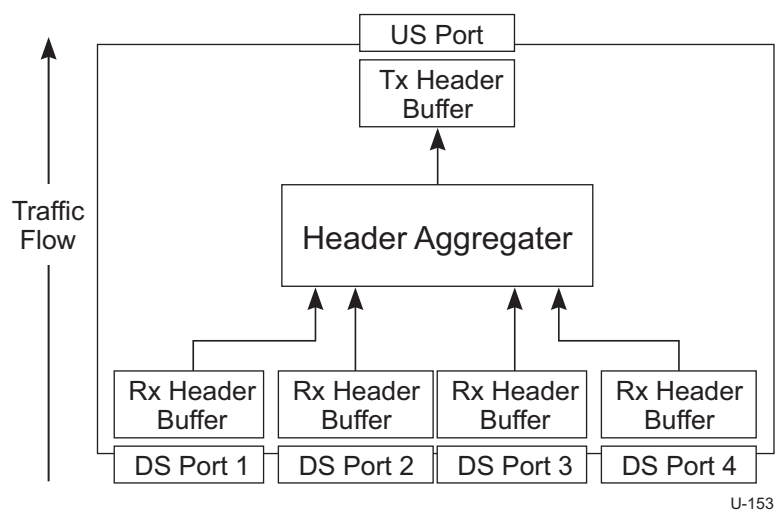 US Port
Tx Header
Buffer
Traffic
Flow
Header Aggregater
Rx Header
Buffer
Rx Header
Buffer
Rx Header
Buffer
Rx Header
Buffer
DS Port 1
DS Port 2
DS Port 3
DS Port 4
U-153